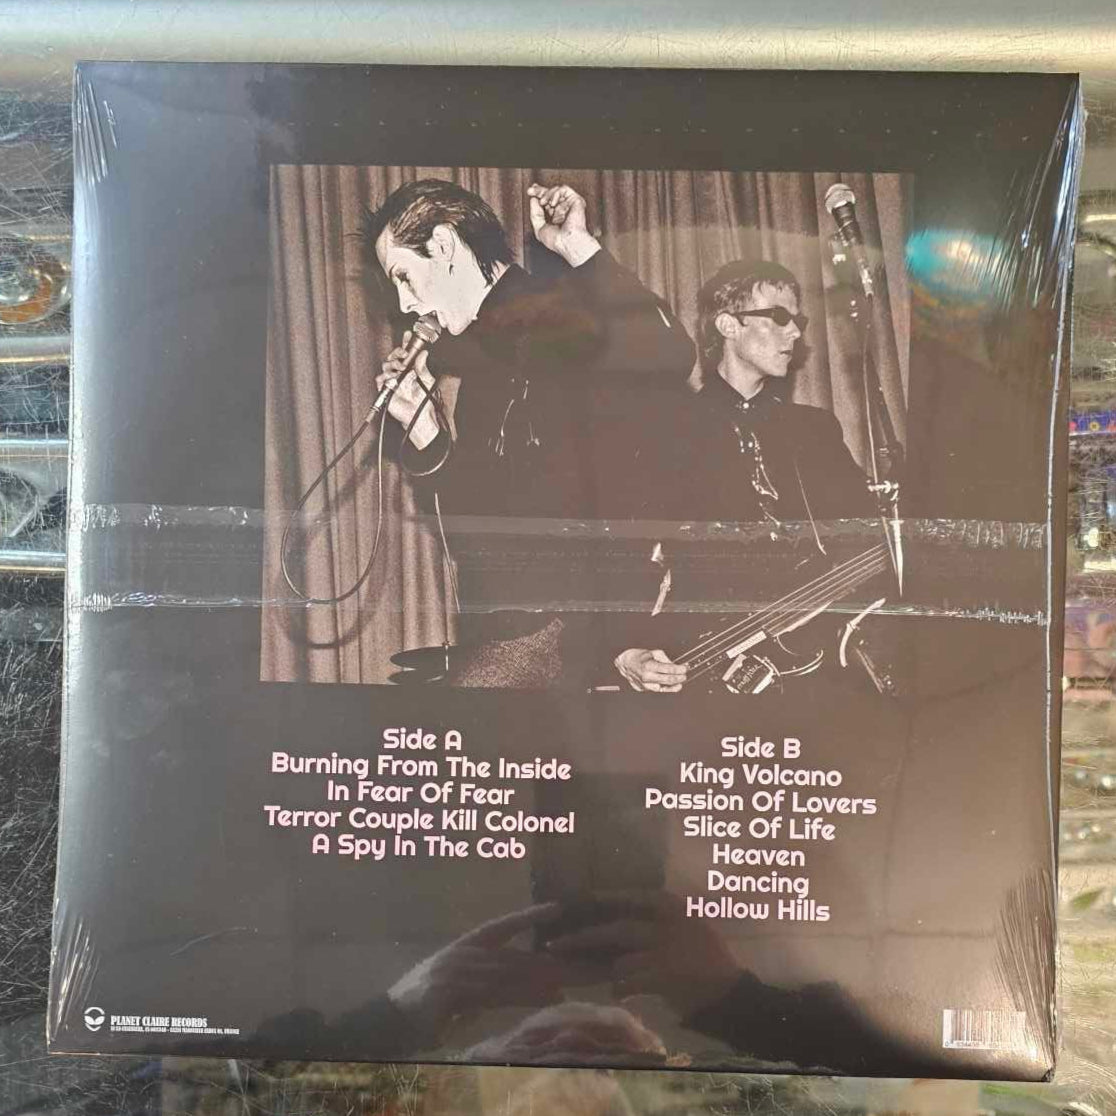 Side A
Burning From The Inside
In Fear Of Fear
Terror Couple Kill Colonel
A Spy In The Cab
Side B
King Volcano
Passion Of Lovers
Slice Of Life
Heaven
Dancing
Hollow Hills
PLANET CLAIRE RECORDS